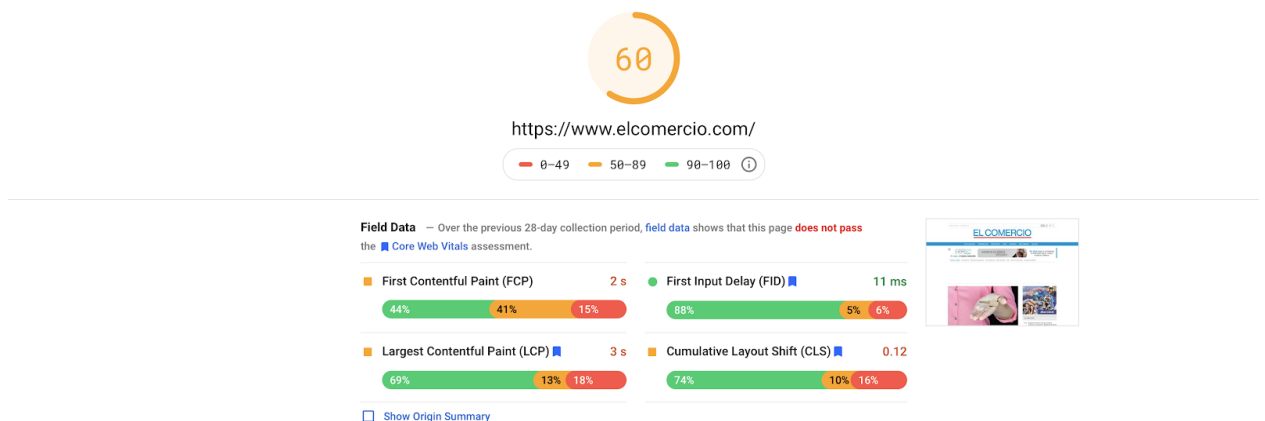 60
https://www.elcomercio.com/
0–49 50–89 90–100
Field Data — Over the previous 28-day collection period, field data shows that this page does not pass
the Core Web Vitals assessment.
First Contentful Paint (FCP) 2 s
44% 41% 15%
First Input Delay (FID) 11 ms
88% 5% 6%
Largest Contentful Paint (LCP) 3 s
69% 13% 18%
Cumulative Layout Shift (CLS) 0.12
74% 10% 16%
Show Origin Summary
EL COMERCIO